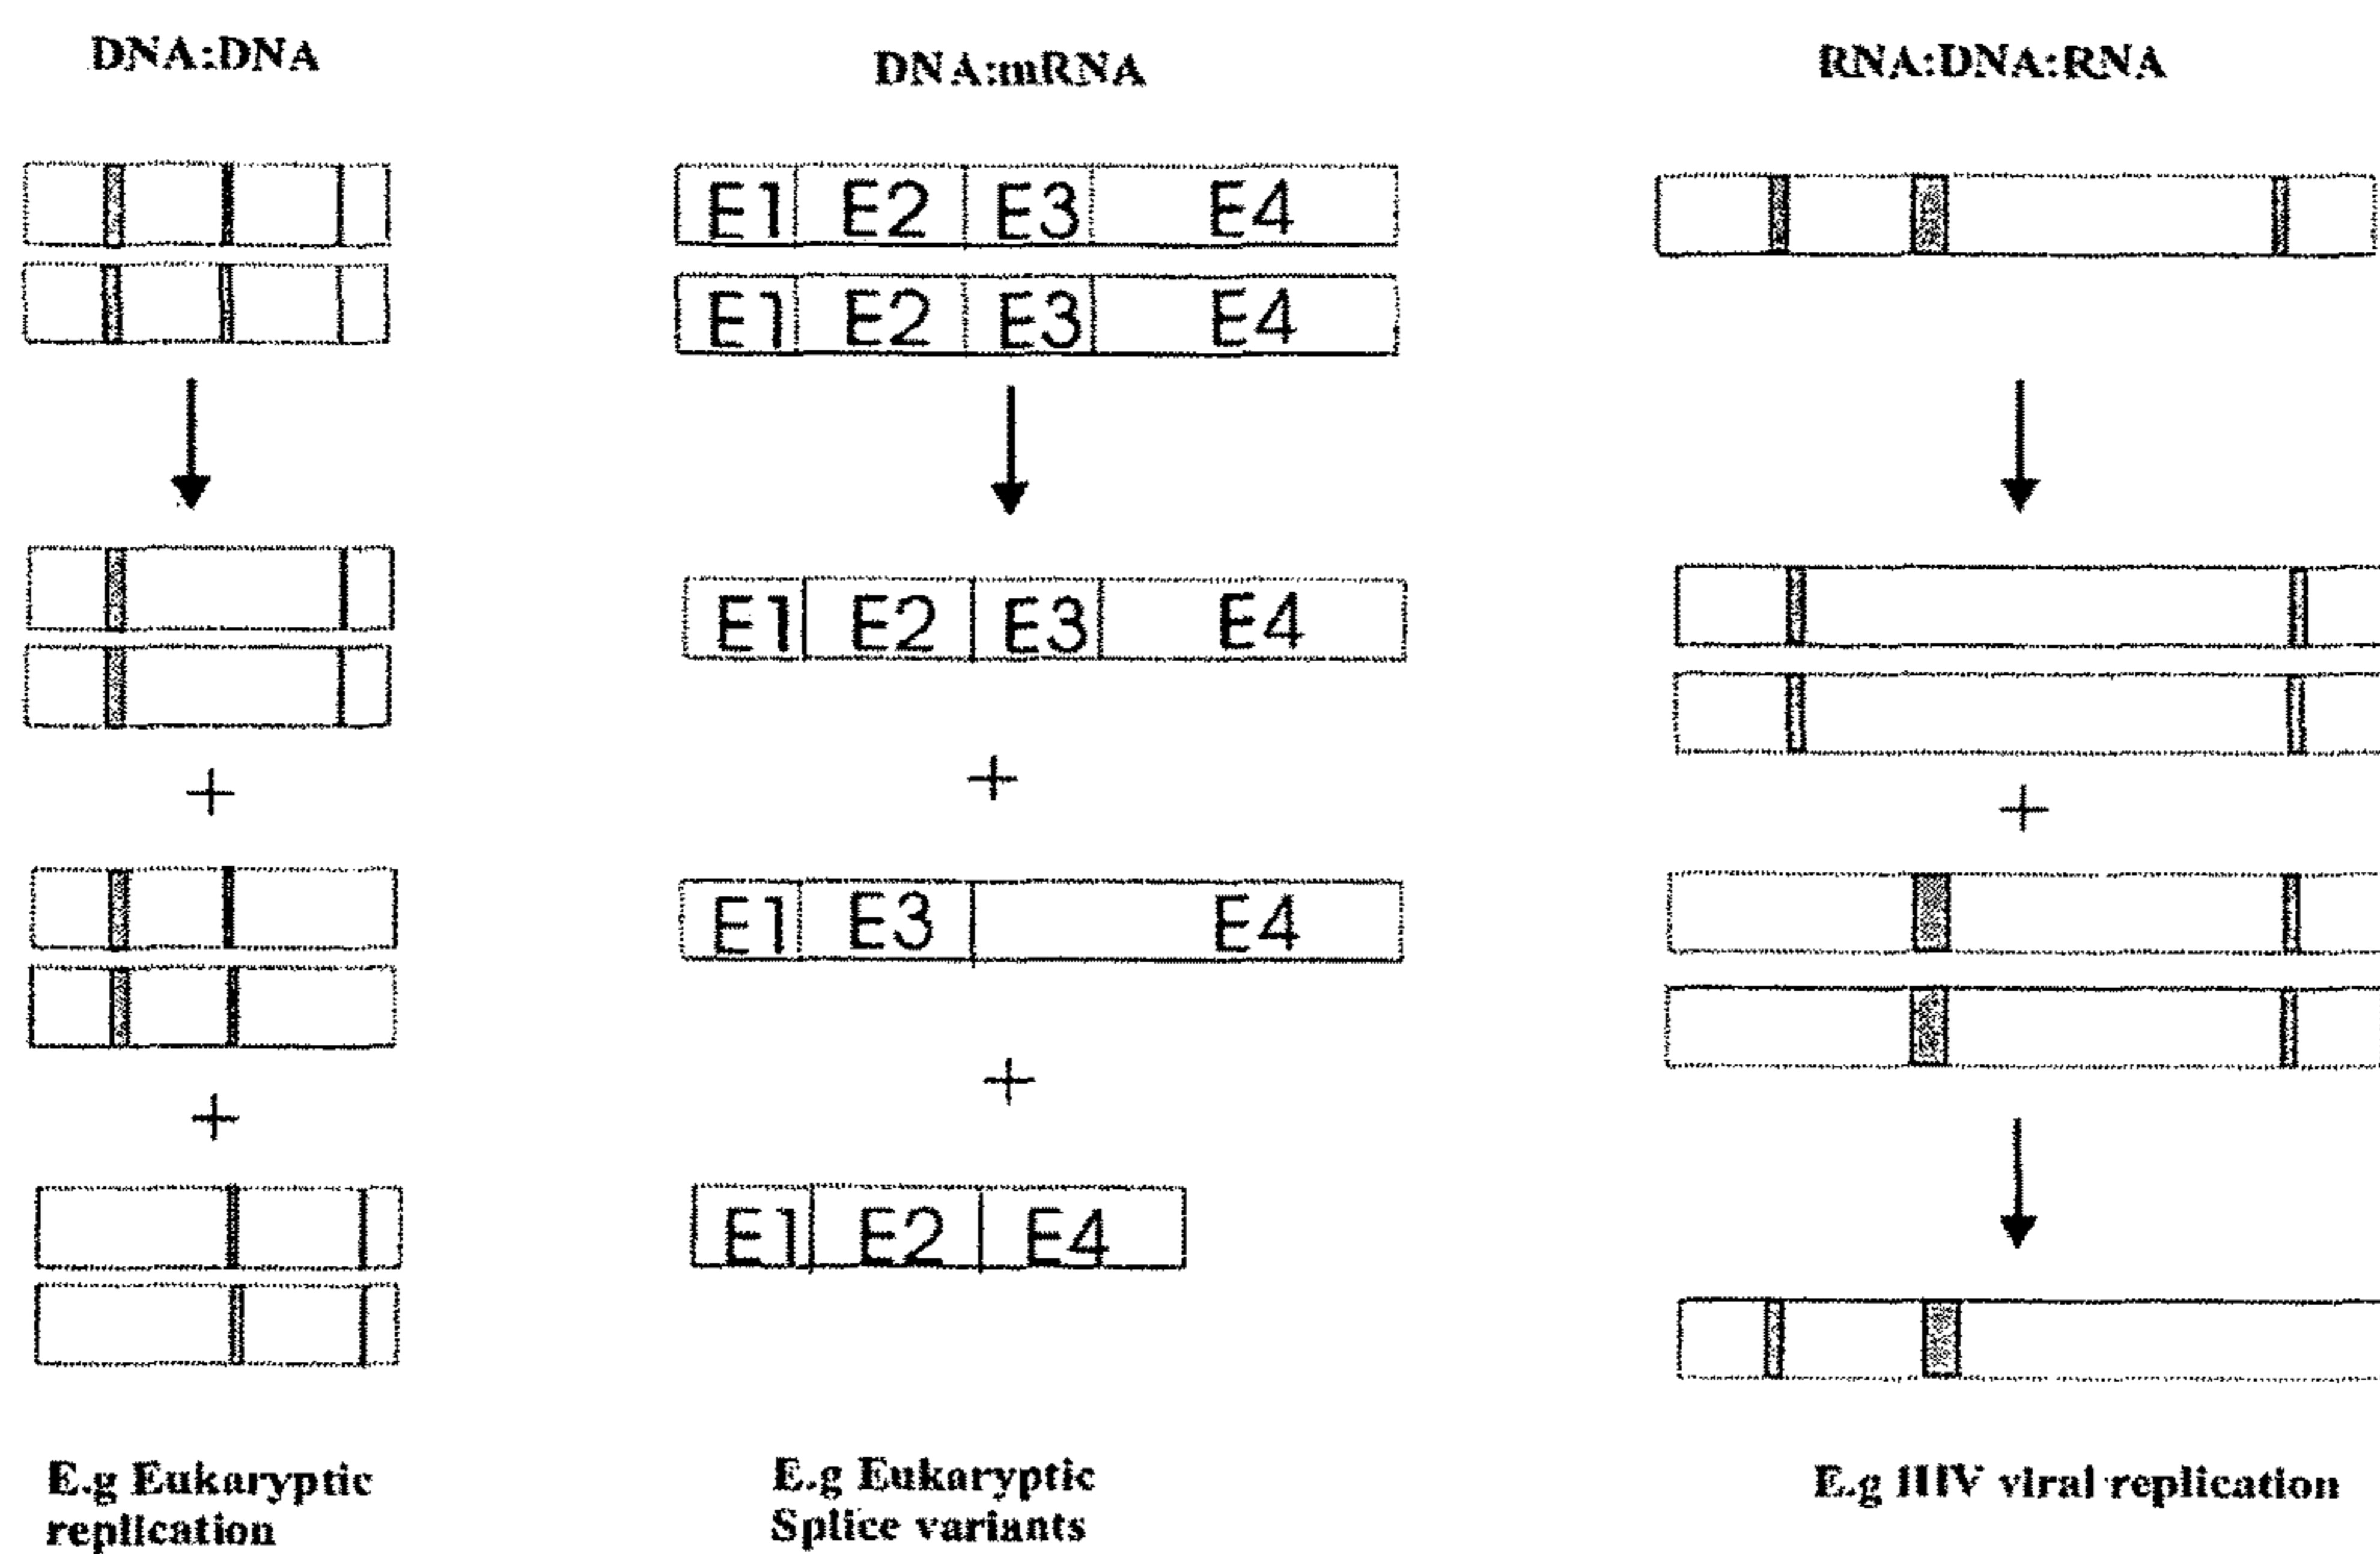 DNA:DNA
DNA:mRNA
RNA:DNA:RNA
E1 E2 E3 E4
E1 E2 E3 E4
E1 E2 E3 E4
+
+
E1 E3 E4
+
+
E1 E2 E4
E.g Eukaryptic
replication
E.g Eukaryptic
Splice variants
E.g HIV viral replication